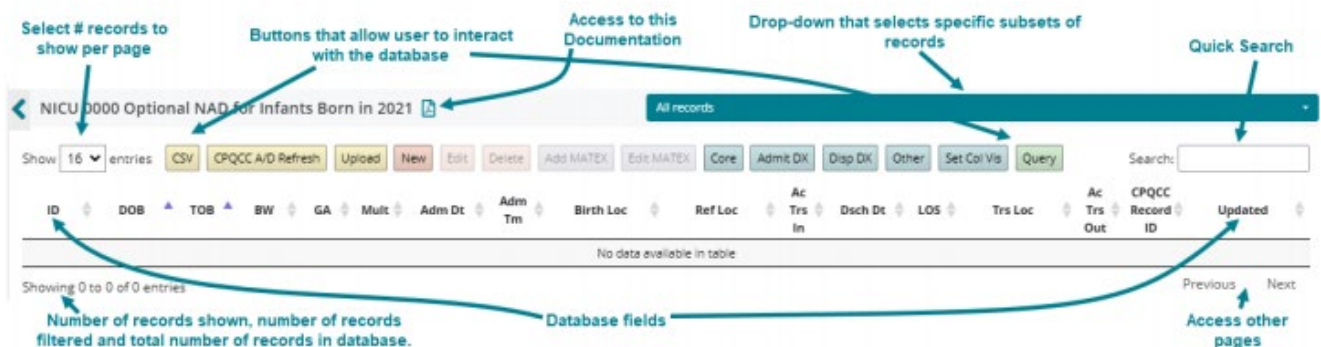 Select # records to
show per page
Buttons that allow user to interact
with the database
Access to this
Documentation
Drop-down that selects specific subsets of
records
Quick Search
NICU 0000 Optional NAD for Infants Born in 2021
All records
Show 16 entries CSV CPQCC A/D Refresh Upload New Edit Delete Add MATEX Edit MATEX Core Admit DX Disp DX Other Set Col Vis Query Search:
ID DOB TOB BW GA Mult Adm Dt Adm Tm Birth Loc Ref Loc Ac Trs In Dsch Dt LOS Trs Loc Ac Trs Out CPQCC Record ID Updated
No data available in table
Showing 0 to 0 of 0 entries
Previous Next
Number of records shown, number of records
filtered and total number of records in database.
Database fields
Access other
pages